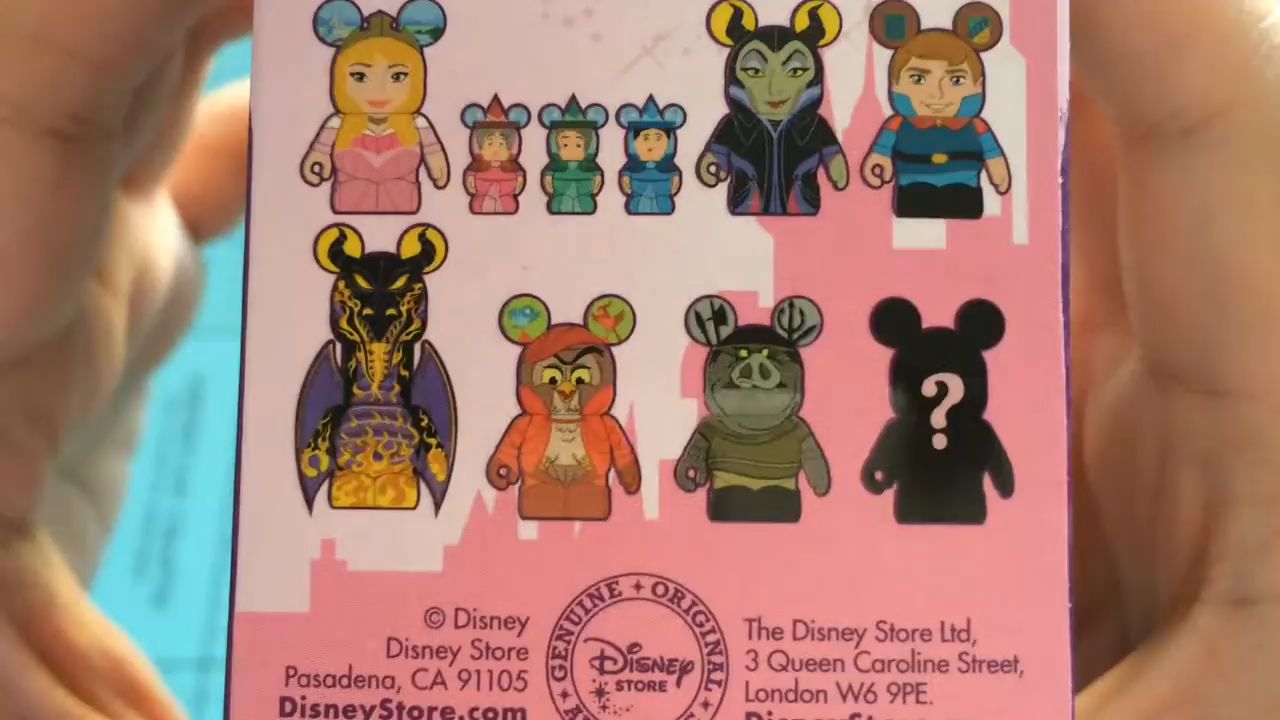 ?
© Disney
Disney Store
Pasadena, CA 91105
DisneyStore.com
GENUINE ✦ ORIGINAL
Disney
STORE
The Disney Store Ltd,
3 Queen Caroline Street,
London W6 9PE.